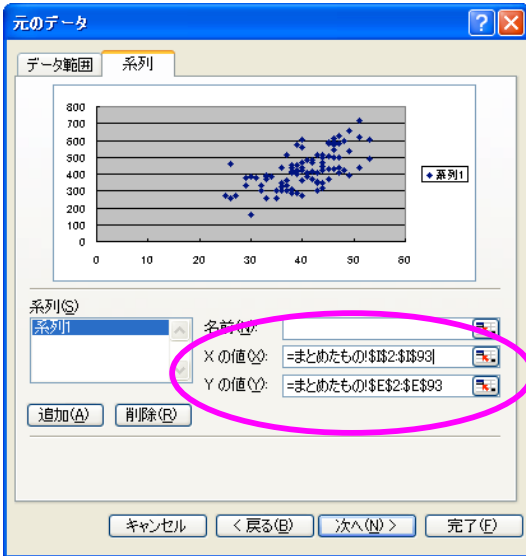 元のデータ
データ範囲 系列
800
700
600
500
400
300
200
100
0
0 10 20 30 40 50 60
系列1
系列(S)
系列1
名前(N):
X の値(X): =まとめたもの!$I$2:$I$93
Y の値(Y): =まとめたもの!$E$2:$E$93
追加(A) 削除(R)
キャンセル < 戻る(B) 次へ(N) > 完了(F)